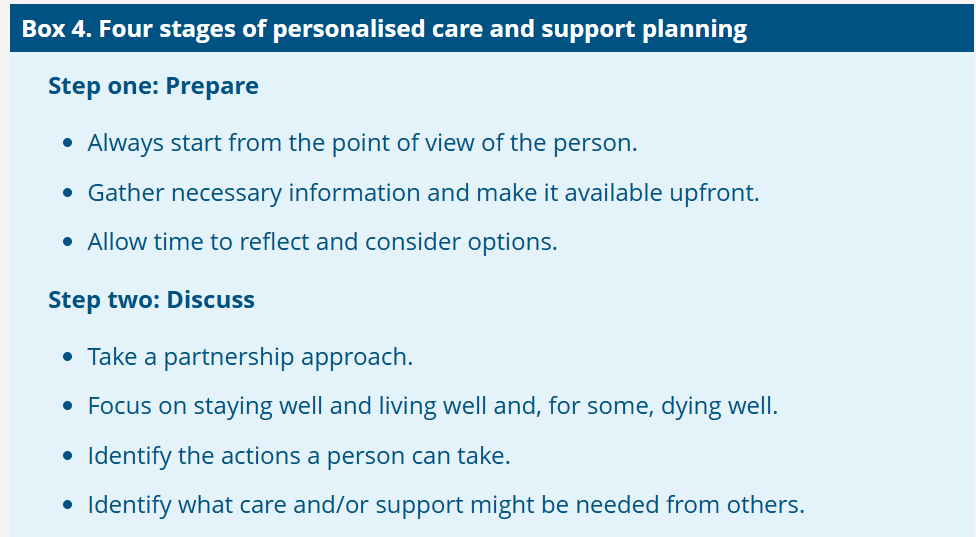 Box 4. Four stages of personalised care and support planning
Step one: Prepare
• Always start from the point of view of the person.
• Gather necessary information and make it available upfront.
• Allow time to reflect and consider options.
Step two: Discuss
• Take a partnership approach.
• Focus on staying well and living well and, for some, dying well.
• Identify the actions a person can take.
• Identify what care and/or support might be needed from others.